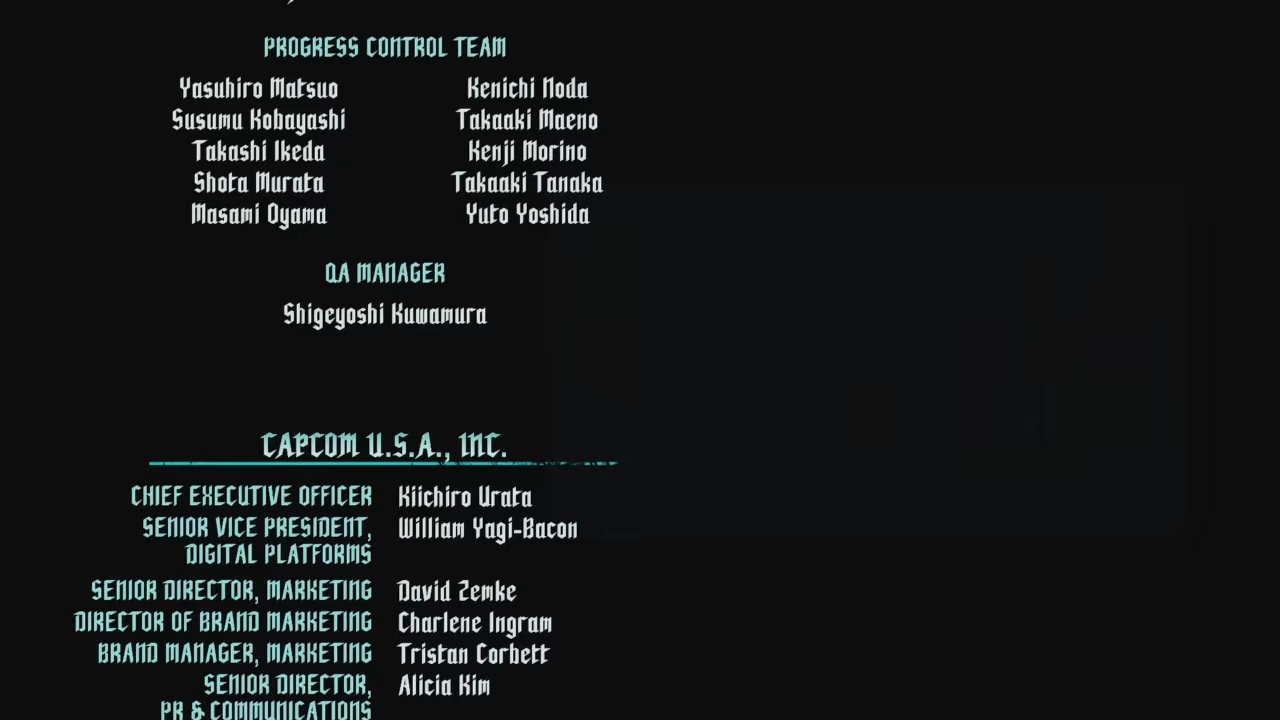 PROGRESS CONTROL TEAM
Yasuhiro Matsuo Kenichi Noda
Susumu Kobayashi Takaaki Maeno
Takashi Ikeda Kenji Morino
Shota Murata Takaaki Tanaka
Masami Oyama Yuto Yoshida
QA MANAGER
Shigeyoshi Kuwamura
CAPCOM U.S.A., INC.
CHIEF EXECUTIVE OFFICER Kiichiro Urata
SENIOR VICE PRESIDENT, William Yagi-Bacon
DIGITAL PLATFORMS
SENIOR DIRECTOR, MARKETING David Zemke
DIRECTOR OF BRAND MARKETING Charlene Ingram
BRAND MANAGER, MARKETING Tristan Corbett
SENIOR DIRECTOR, Alicia Kim
PR & COMMUNICATIONS